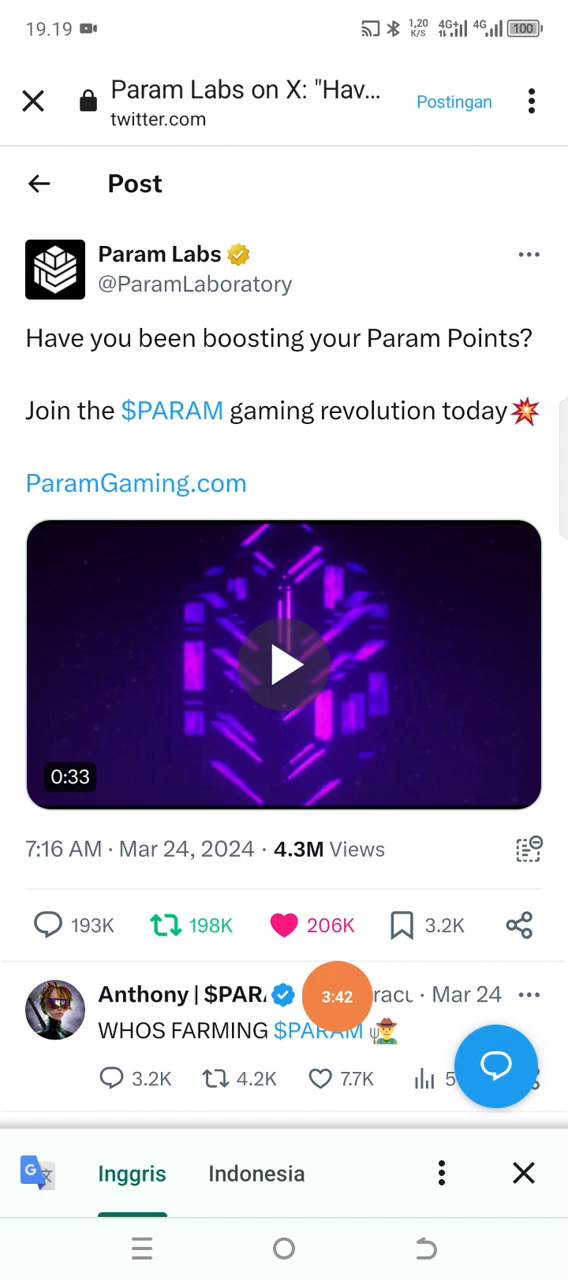 19.19
1,20 K/S 4G+ 4G 100
Param Labs on X: "Hav...
twitter.com
Postingan
Post
Param Labs
@ParamLaboratory
Have you been boosting your Param Points?
Join the $PARAM gaming revolution today💥
ParamGaming.com
0:33
7:16 AM · Mar 24, 2024 · 4.3M Views
193K 198K 206K 3.2K
Anthony | $PAR 3:42 · Mar 24
WHOS FARMING $PARAM
3.2K 4.2K 7.7K 5
Inggris Indonesia